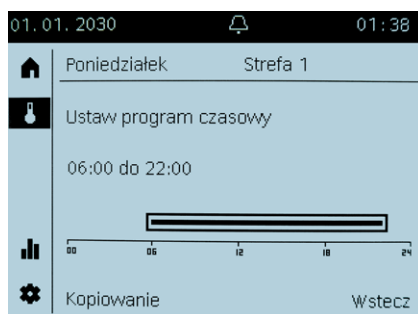 01.01.2030 01:38
Poniedziałek Strefa 1
Ustaw program czasowy
06:00 do 22:00
00 06 12 18 24
Kopiowanie Wstecz